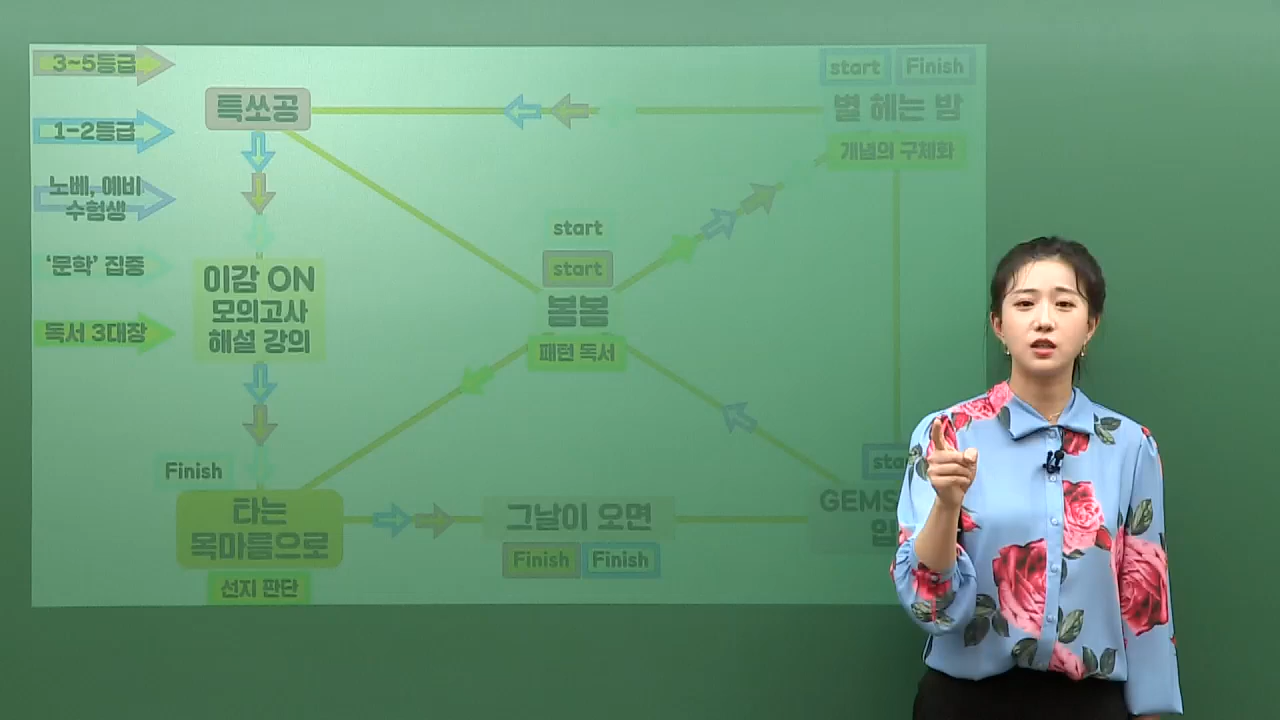 3~5등급
1-2등급
노베, 예비
수험생
'문학' 집중
독서 3대장
특쏘공
이감 ON
모의고사
해설 강의
Finish
타는
목마름으로
선지 판단
start
start
봄봄
패턴 독서
그날이 오면
Finish
Finish
start
Finish
별 헤는 밤
개념의 구체화
GEMS